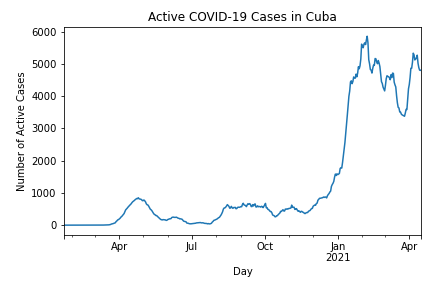 Active COVID-19 Cases in Cuba
Number of Active Cases
6000
5000
4000
3000
2000
1000
0
Apr Jul Oct Jan Apr
2021
Day